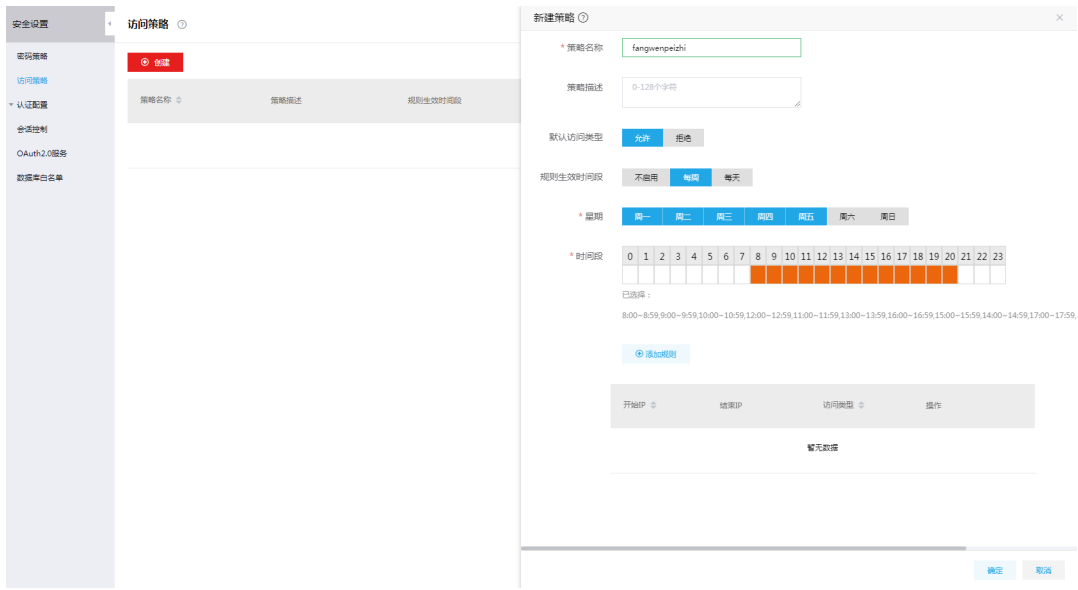 安全设置
密码策略
访问策略
认证配置
会话控制
OAuth2.0服务
数据库白名单
访问策略
创建
策略名称 策略描述 规则生效时间段
新建策略
* 策略名称 fangwenpeizhi
策略描述 0-128个字符
默认访问类型 允许 拒绝
规则生效时间段 不启用 每周 每天
* 星期 周一 周二 周三 周四 周五 周六 周日
* 时间段 0 1 2 3 4 5 6 7 8 9 10 11 12 13 14 15 16 17 18 19 20 21 22 23
已选择：
8:00~8:59,9:00~9:59,10:00~10:59,12:00~12:59,11:00~11:59,13:00~13:59,16:00~16:59,15:00~15:59,14:00~14:59,17:00~17:59,
添加规则
开始IP 结束IP 访问类型 操作
暂无数据
确定 取消